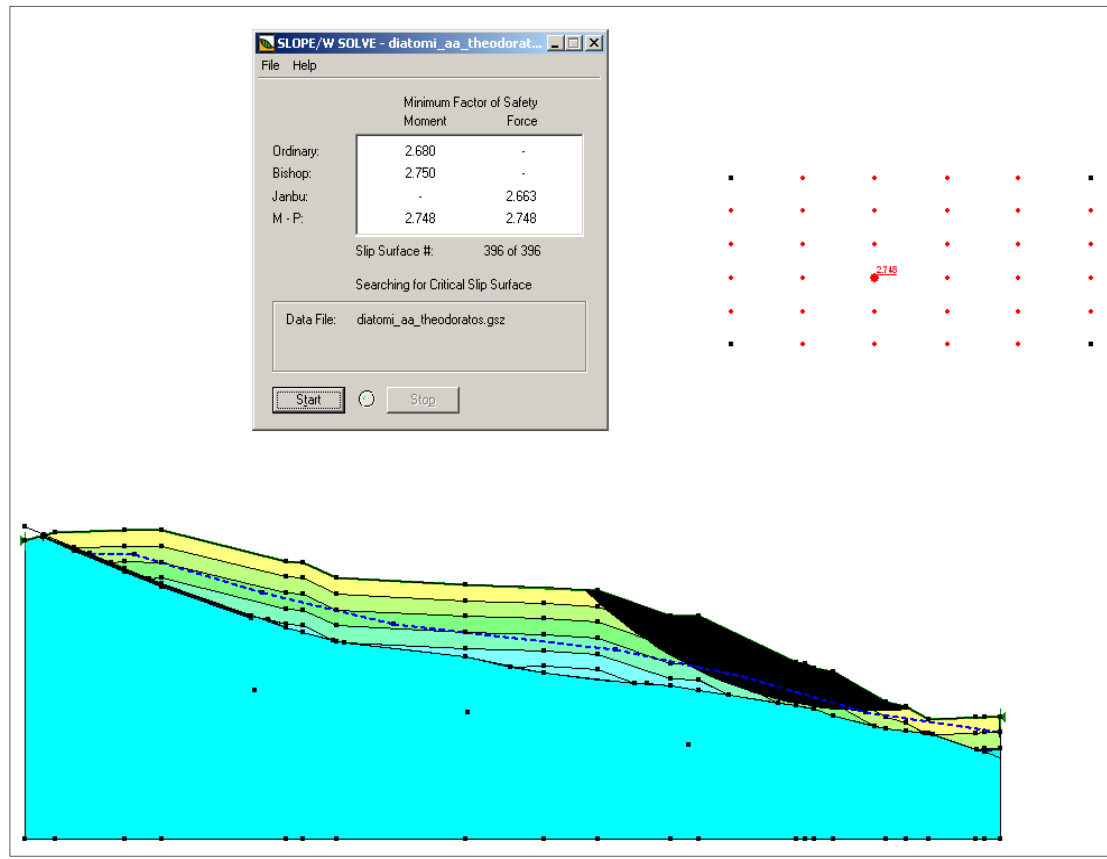 SLOPE/W SOLVE - diatomi_aa_theodorat...
File Help
Minimum Factor of Safety
Moment Force
Ordinary: 2.680 -
Bishop: 2.750 -
Janbu: - 2.663
M - P: 2.748 2.748
Slip Surface #: 396 of 396
Searching for Critical Slip Surface
Data File: diatomi_aa_theodoratos.gsz
Start Stop
2.748